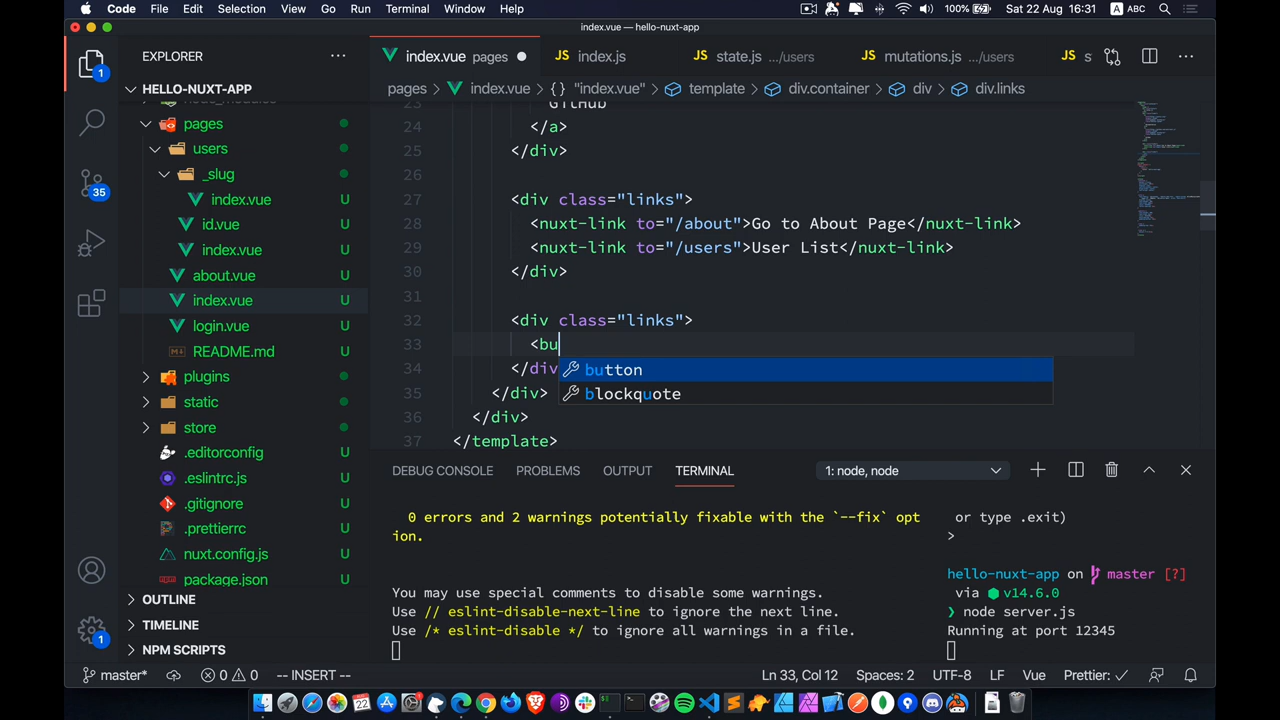 Code File Edit Selection View Go Run Terminal Window Help 100% Sat 22 Aug 16:31 A ABC
index.vue — hello-nuxt-app
EXPLORER
index.vue pages
JS index.js
JS state.js .../users
JS mutations.js .../users
JS s
HELLO-NUXT-APP
pages > index.vue > {} "index.vue" > template > div.container > div > div.links
node_modules
pages
users
_slug
index.vue U
id.vue U
index.vue U
about.vue U
index.vue U
login.vue U
README.md U
plugins
static
store
.editorconfig U
.eslintrc.js U
.gitignore U
.prettierrc U
nuxt.config.js U
package.json U
OUTLINE
TIMELINE
NPM SCRIPTS
1
35
1
23 GitHub
24 </a>
25 </div>
26
27 <div class="links">
28 <nuxt-link to="/about">Go to About Page</nuxt-link>
29 <nuxt-link to="/users">User List</nuxt-link>
30 </div>
31
32 <div class="links">
33 <bu
34 </div
35 </div>
36 </div>
37 </template>
button
blockquote
DEBUG CONSOLE PROBLEMS OUTPUT TERMINAL 1: node, node
0 errors and 2 warnings potentially fixable with the `--fix` opt
ion.
You may use special comments to disable some warnings.
Use // eslint-disable-next-line to ignore the next line.
Use /* eslint-disable */ to ignore all warnings in a file.
or type .exit)
>
hello-nuxt-app on master [?]
via v14.6.0
❯ node server.js
Running at port 12345
master* 0 0 -- INSERT -- Ln 33, Col 12 Spaces: 2 UTF-8 LF Vue Prettier: ✓